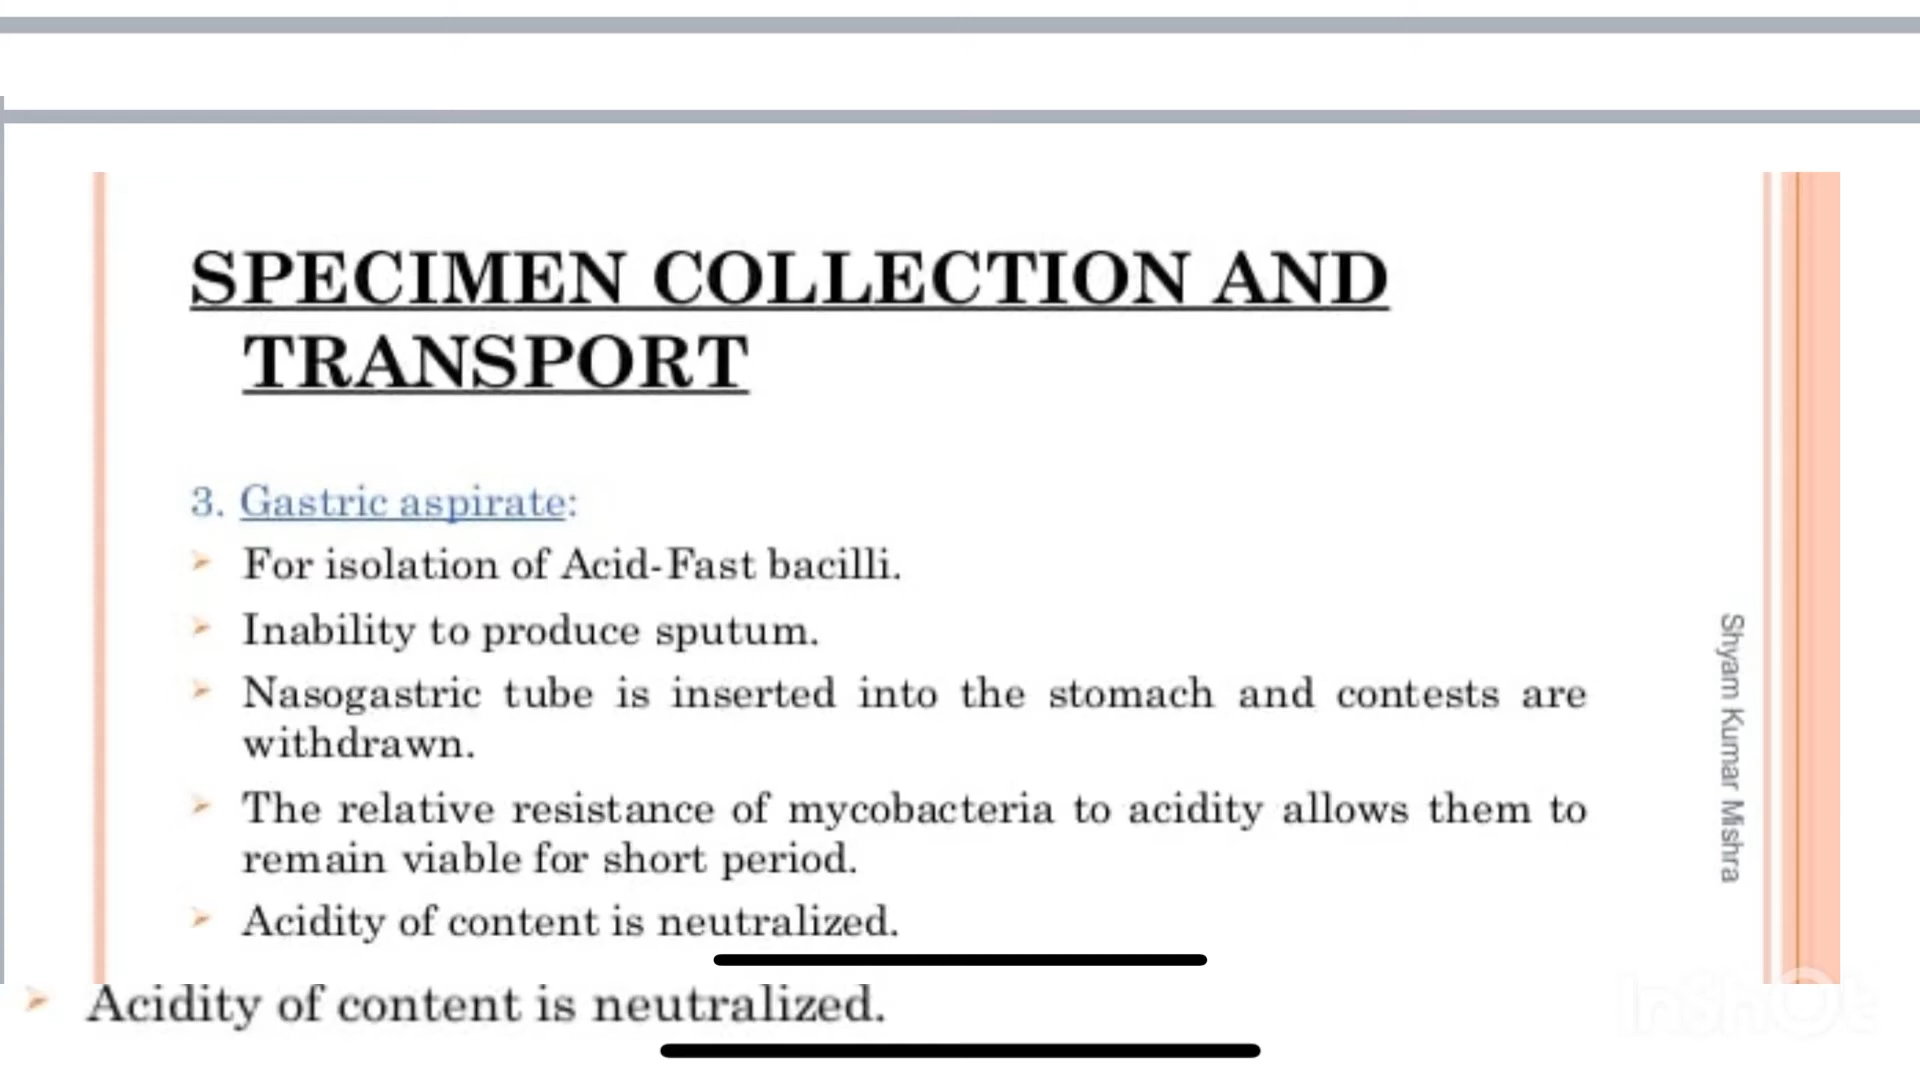 SPECIMEN COLLECTION AND
TRANSPORT
3. Gastric aspirate:
➢ For isolation of Acid-Fast bacilli.
➢ Inability to produce sputum.
➢ Nasogastric tube is inserted into the stomach and contests are
withdrawn.
➢ The relative resistance of mycobacteria to acidity allows them to
remain viable for short period.
➢ Acidity of content is neutralized.
Shyam Kumar Mishra
➢ Acidity of content is neutralized.
InShOt